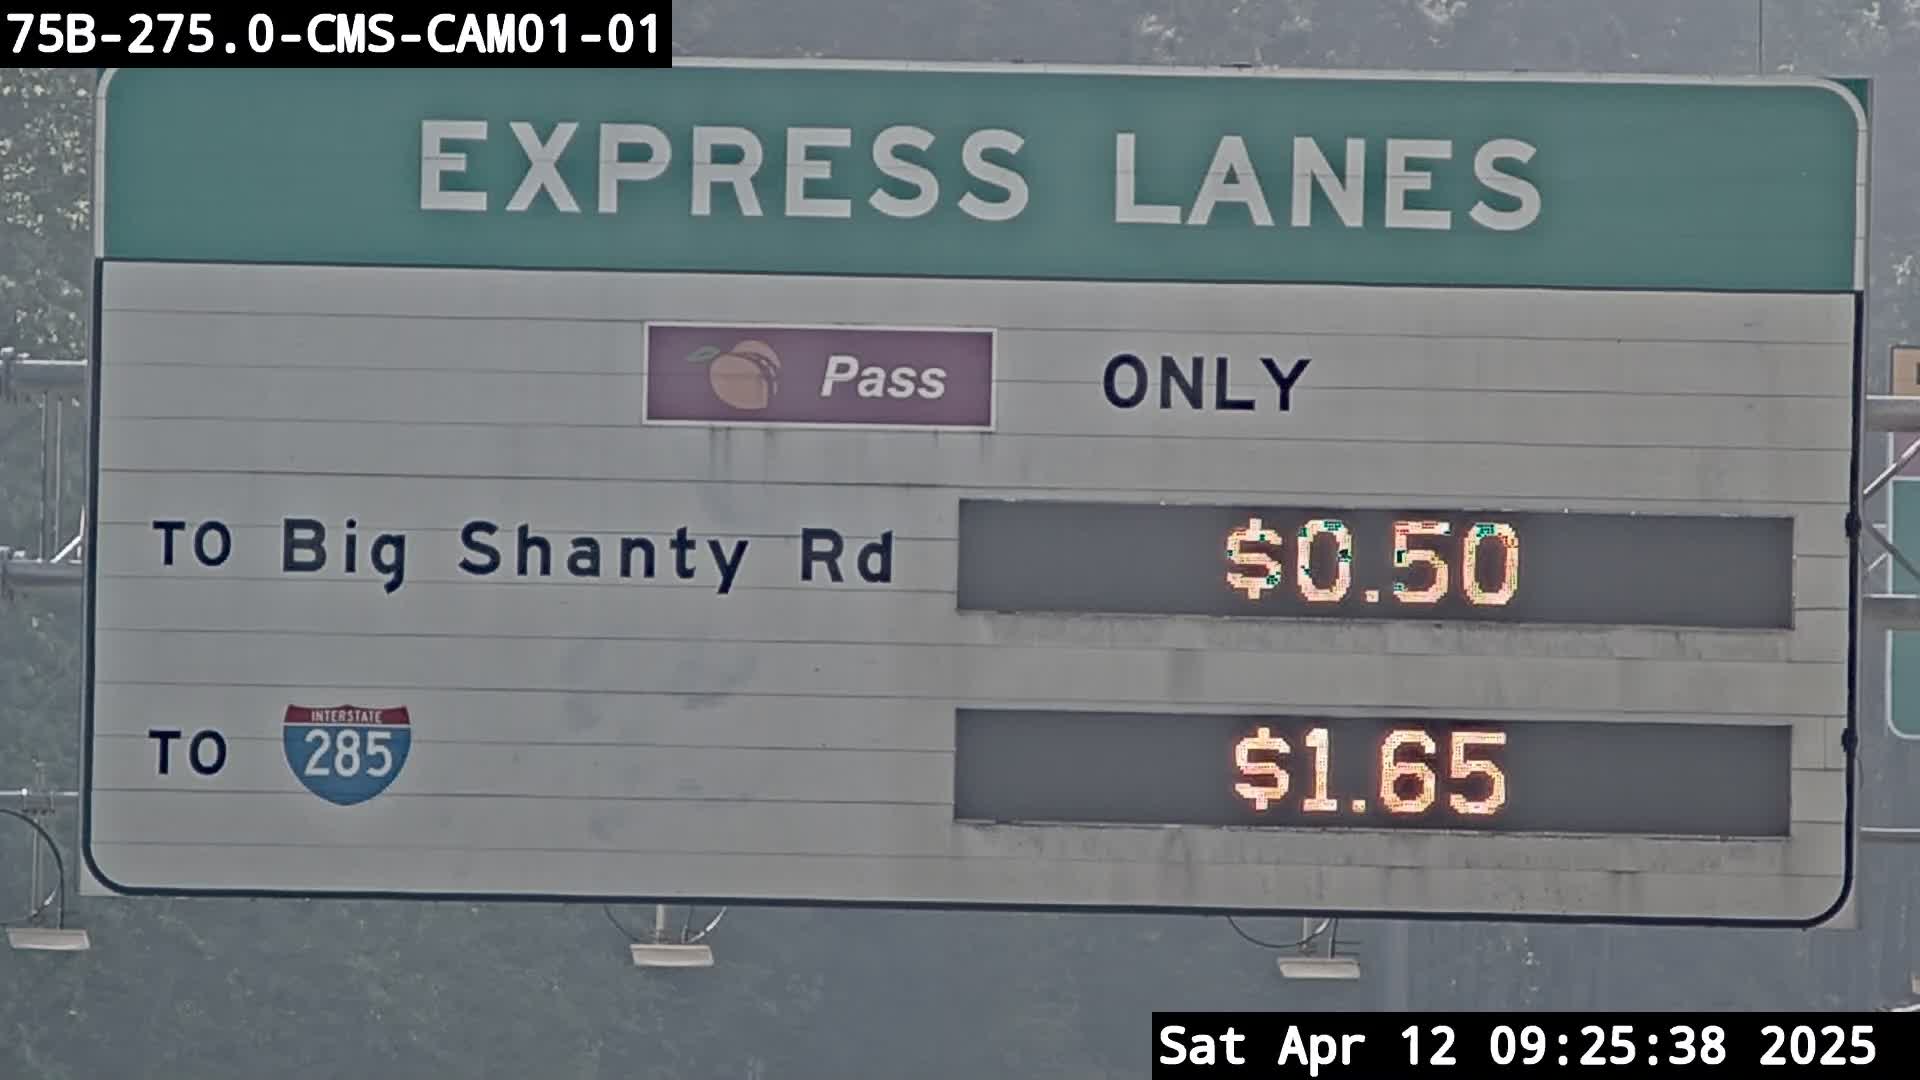 75B-275.0-CMS-CAM01-01
EXPRESS LANES
Pass ONLY
TO Big Shanty Rd $0.50
TO INTERSTATE 285 $1.65
Sat Apr 12 09:25:38 2025